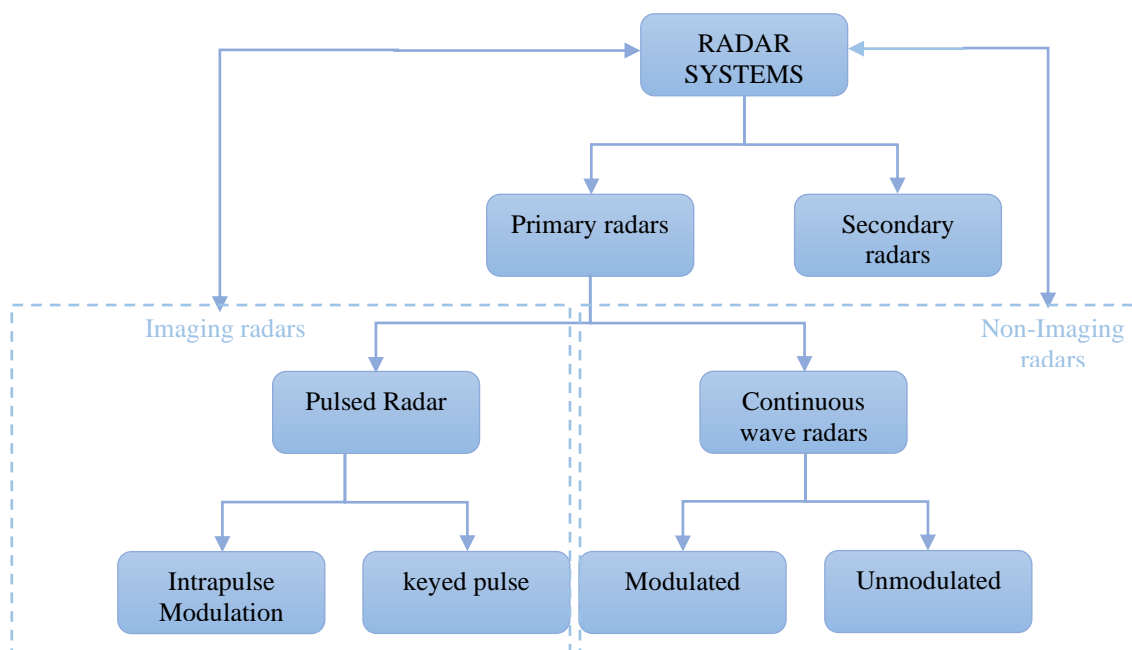 RADAR
SYSTEMS
Primary radars
Secondary
radars
Imaging radars
Non-Imaging
radars
Pulsed Radar
Continuous
wave radars
Intrapulse
Modulation
keyed pulse
Modulated
Unmodulated